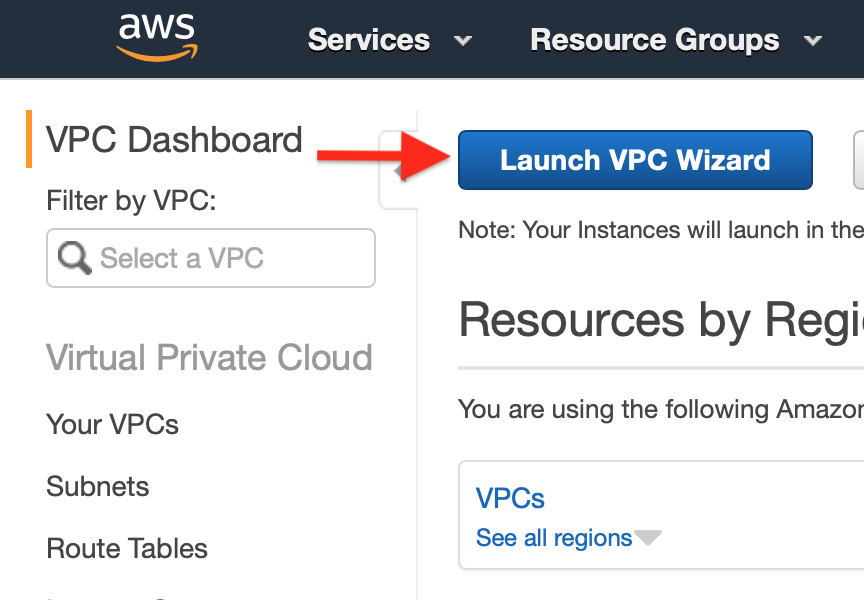 aws
Services
Resource Groups
VPC Dashboard
Filter by VPC:
Select a VPC
Virtual Private Cloud
Your VPCs
Subnets
Route Tables
Launch VPC Wizard
Note: Your Instances will launch in the
Resources by Regi
You are using the following Amazon
VPCs
See all regions